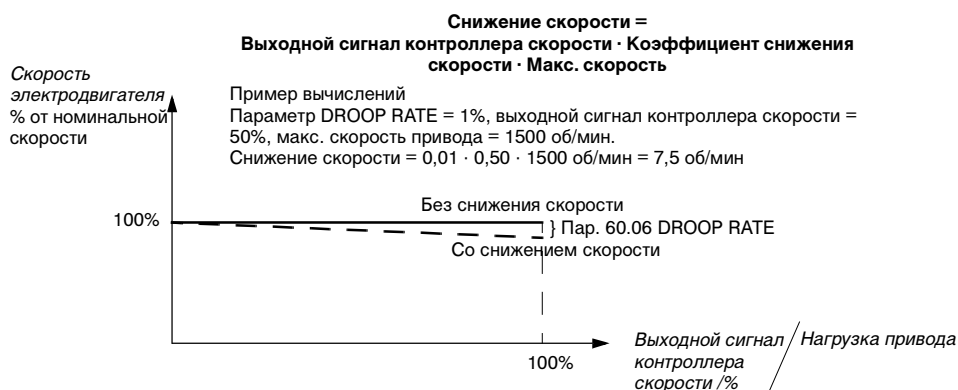 Снижение скорости =
Выходной сигнал контроллера скорости · Коэффициент снижения
скорости · Макс. скорость
Скорость
электродвигателя
% от номинальной
скорости
Пример вычислений
Параметр DROOP RATE = 1%, выходной сигнал контроллера скорости =
50%, макс. скорость привода = 1500 об/мин.
Снижение скорости = 0,01 · 0,50 · 1500 об/мин = 7,5 об/мин
Без снижения скорости
100%
} Пар. 60.06 DROOP RATE
Со снижением скорости
100%
Выходной сигнал
контроллера
скорости /%
Нагрузка привода